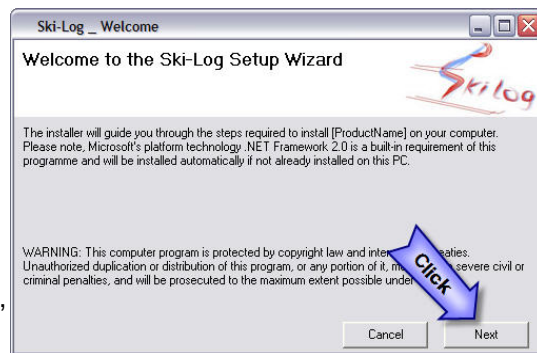 Ski-Log _ Welcome
Welcome to the Ski-Log Setup Wizard
Skilog
The installer will guide you through the steps required to install [ProductName] on your computer.
Please note, Microsoft's platform technology .NET Framework 2.0 is a built-in requirement of this
programme and will be installed automatically if not already installed on this PC.
WARNING: This computer program is protected by copyright law and
Unauthorized duplication or distribution of this program, or any portion of it, severe civil or
criminal penalties, and will be prosecuted to the maximum extent possible
Click
,
Cancel Next